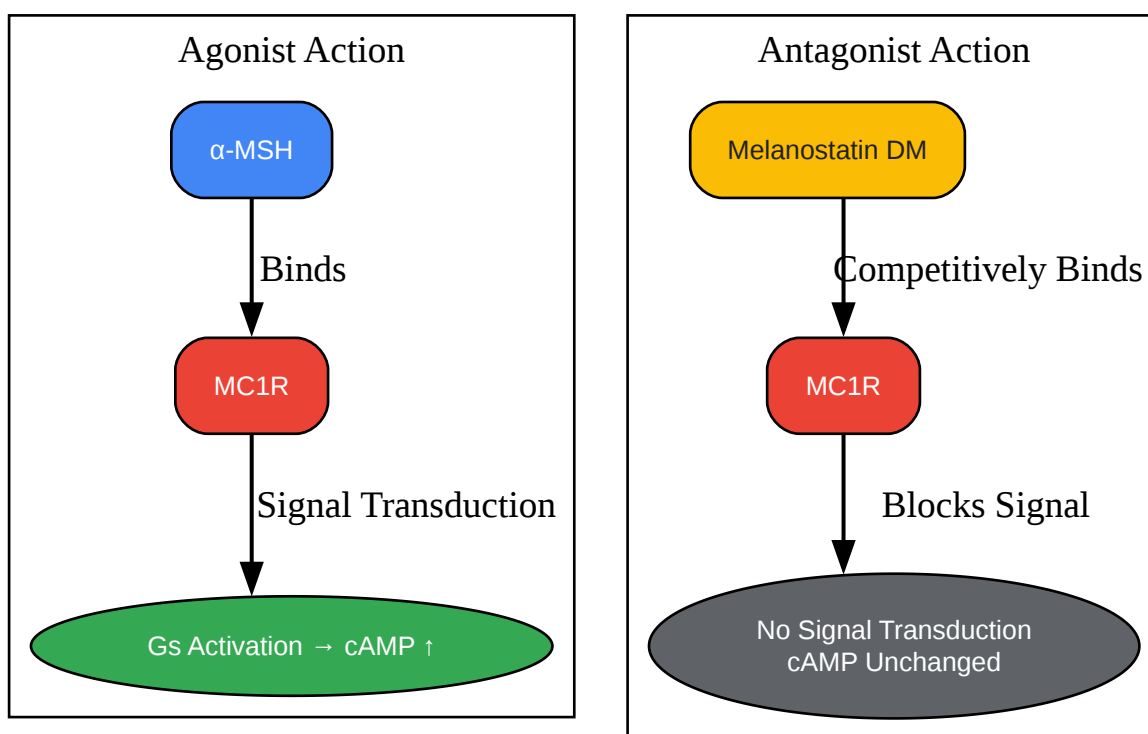 Agonist Action
α-MSH
Binds
MC1R
Signal Transduction
Gs Activation → cAMP ↑
Antagonist Action
Melanostatin DM
Competitively Binds
MC1R
Blocks Signal
No Signal Transduction
cAMP Unchanged